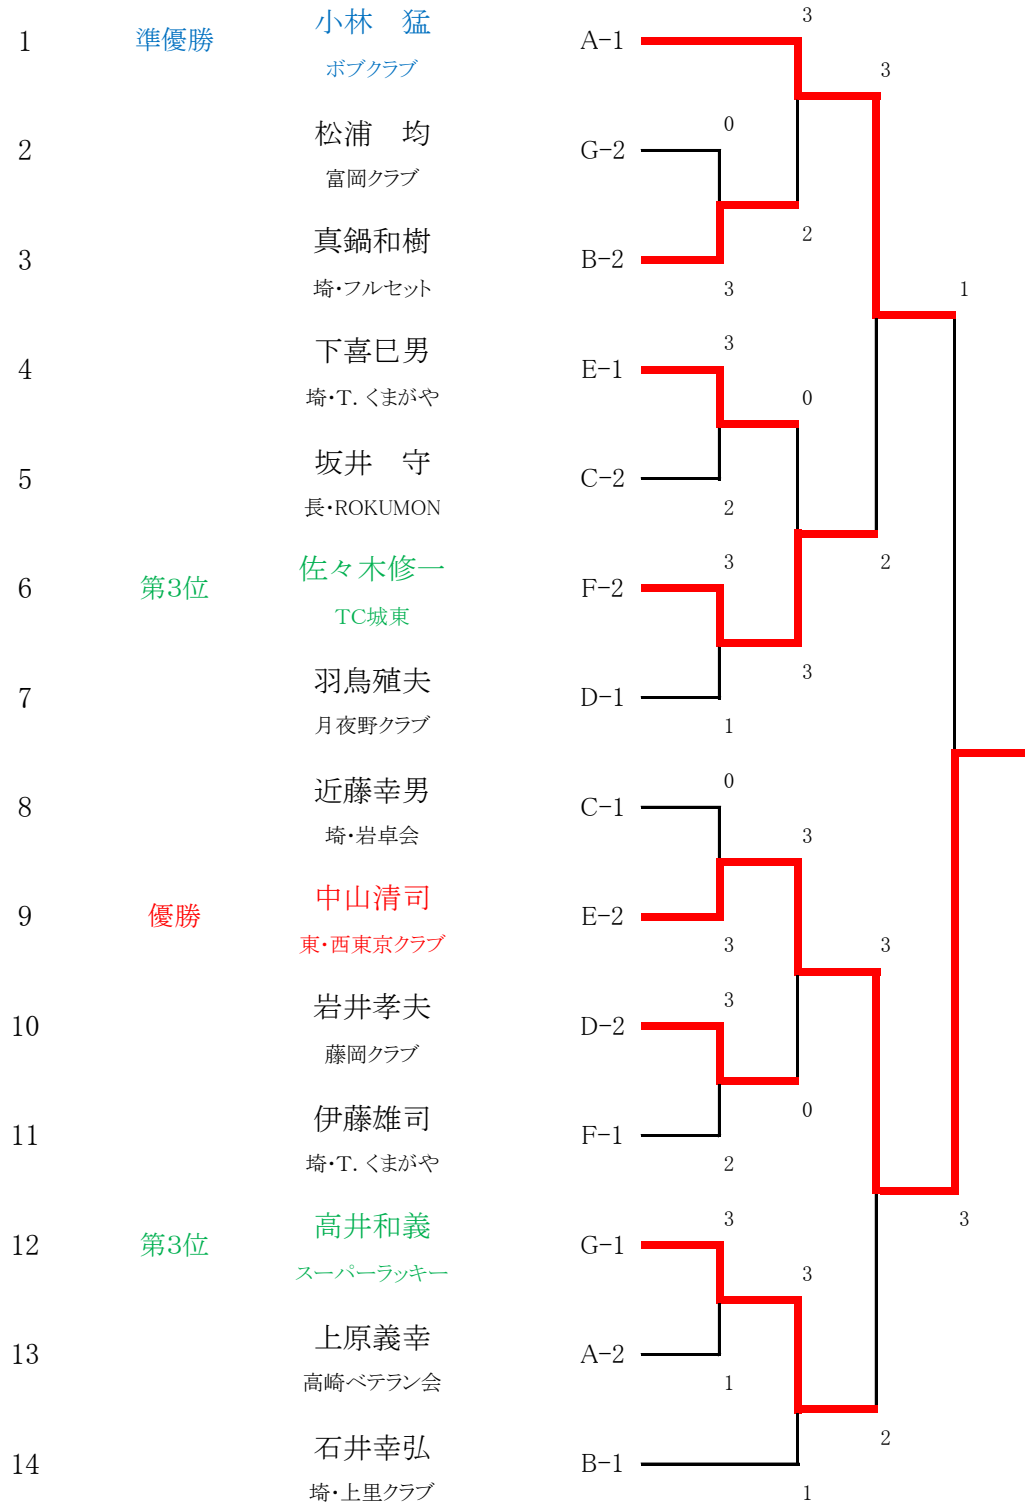 3
1 準優勝 小林 猛 A-1
ボブクラブ
3
0
2 松浦 均 G-2
富岡クラブ
2
3 真鍋和樹 B-2
埼・フルセット
3
1
3
4 下喜巳男 E-1
埼・T．くまがや
0
5 坂井 守 C-2
長・ROKUMON
2
3
2
6 第3位 佐々木修一 F-2
TC城東
3
7 羽鳥殖夫 D-1
月夜野クラブ
1
0
8 近藤幸男 C-1
埼・岩卓会
3
9 優勝 中山清司 E-2
東・西東京クラブ
3
3
3
10 岩井孝夫 D-2
藤岡クラブ
0
11 伊藤雄司 F-1
埼・T．くまがや
2
3
3
12 第3位 高井和義 G-1
スーパーラッキー
3
13 上原義幸 A-2
高崎ベテラン会
1
2
14 石井幸弘 B-1
埼・上里クラブ
1